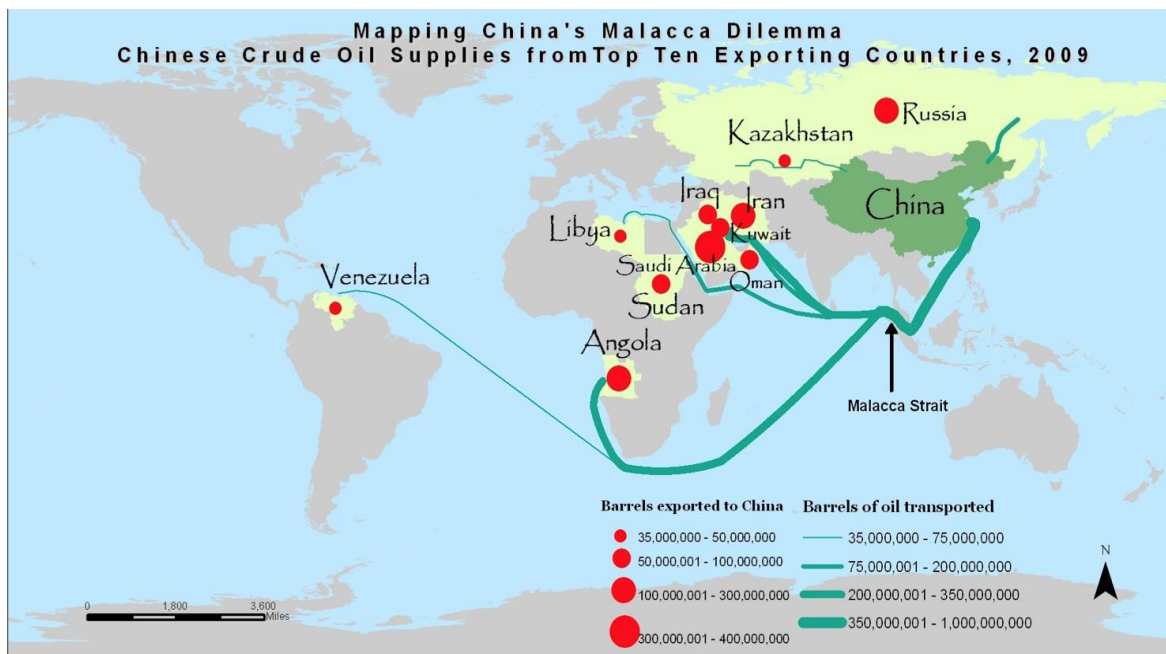 Mapping China's Malacca Dilemma
Chinese Crude Oil Supplies fromTop Ten Exporting Countries, 2009
Russia
Kazakhstan
China
Iraq
Iran
Kuwait
Libya
Saudi Arabia
Oman
Venezuela
Sudan
Angola
Malacca Strait
Barrels exported to China
35,000,000 - 50,000,000
50,000,001 - 100,000,000
100,000,001 - 300,000,000
300,000,001 - 400,000,000
Barrels of oil transported
35,000,000 - 75,000,000
75,000,001 - 200,000,000
200,000,001 - 350,000,000
350,000,001 - 1,000,000,000
N
0 1,800 3,600
Miles